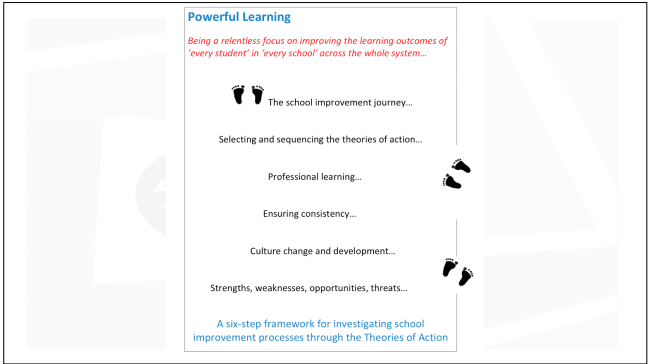 Powerful Learning
Being a relentless focus on improving the learning outcomes of
‘every student’ in ‘every school’ across the whole system…
The school improvement journey…
Selecting and sequencing the theories of action…
Professional learning…
Ensuring consistency…
Culture change and development…
Strengths, weaknesses, opportunities, threats…
A six-step framework for investigating school
improvement processes through the Theories of Action